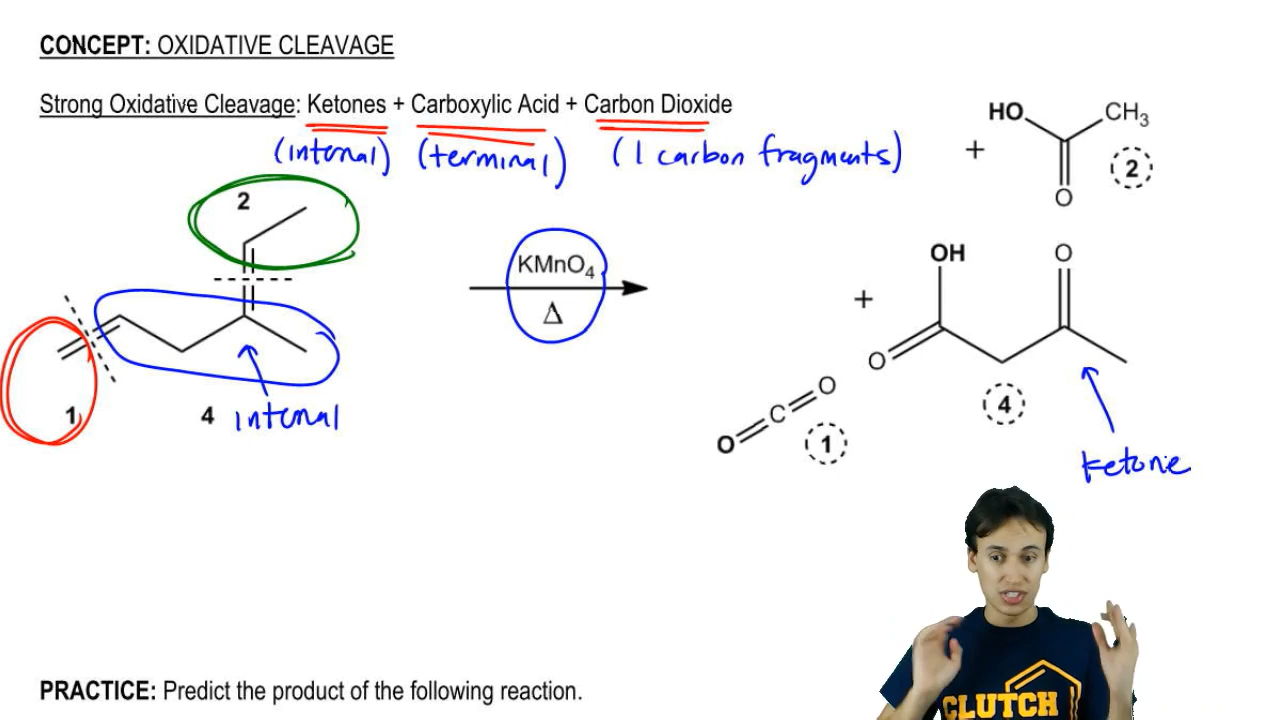 CONCEPT: OXIDATIVE CLEAVAGE
Strong Oxidative Cleavage: Ketones + Carboxylic Acid + Carbon Dioxide
(internal) (terminal) (1 carbon fragments)
+
HO
CH3
O
2
2
KMnO4
Δ
1
4
internal
+
OH
O
O
4
O
C
O
1
Ketone
CLUTCH
PRACTICE: Predict the product of the following reaction.